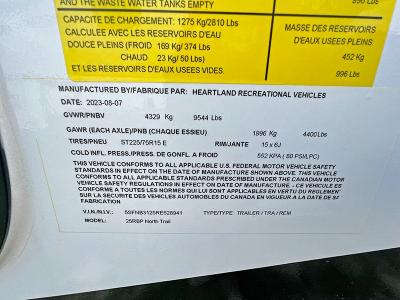 AND THE WASTE WATER TANKS EMPTY
996 Lbs
CAPACITE DE CHARGEMENT: 1275 Kg/2810 Lbs
CALCULEE AVEC RESERVOIRS D'EAU
DOUCE PLEINS (FROID 169 Kg/374 Lbs
CHAUD 23 Kg/50 Lbs)
ET LES RESERVOIRS D'EAUX USEES VIDES.
MASSE DES RESERVOIRS
D'EAUX USEES PLEINS:
452 Kg
996 Lbs
MANUFACTURED BY/FABRIQUE PAR: HEARTLAND RECREATIONAL VEHICLES
DATE: 2023-08-07
GVWR/PNBV 4329 Kg 9544 Lbs
GAWR (EACH AXLE)/PNB (CHAQUE ESSIEU) 1996 Kg 4400Lbs
TIRES/PNEU ST225/75R15 E RIM/JANTE 15 x 6J
COLD INFL. PRESS./PRESS. DE GONFL. A FROID 552 KPA ( 80 PSI/LPC)
THIS VEHICLE CONFORMS TO ALL APPLICABLE U.S. FEDERAL MOTOR VEHICLE SAFETY
STANDARDS IN EFFECT ON THE DATE OF MANUFACTURE SHOWN ABOVE. THIS VEHICLE
CONFORMS TO ALL APPLICABLE STANDARDS PRESCRIBED UNDER THE CANADIAN MOTOR
VEHICLE SAFETY REGULATIONS IN EFFECT ON THE DATE OF MANUFACTURE. / CE VEHICULE
EST CONFORME A TOUTES LES NORMES QUI LUI SONT APPLICABLES EN VERTU DU REGLEMENT
SUR LA SECURITE DES VEHICULES AUTOMOBILES DU CANADA EN VIGUEUR A LA DATE DE SA
FABRICATION
V.I.N./N.I.V.: 5SFNB3125RE528941 TYPE/TYPE: TRAILER / TRA / REM
25RBP North Trail